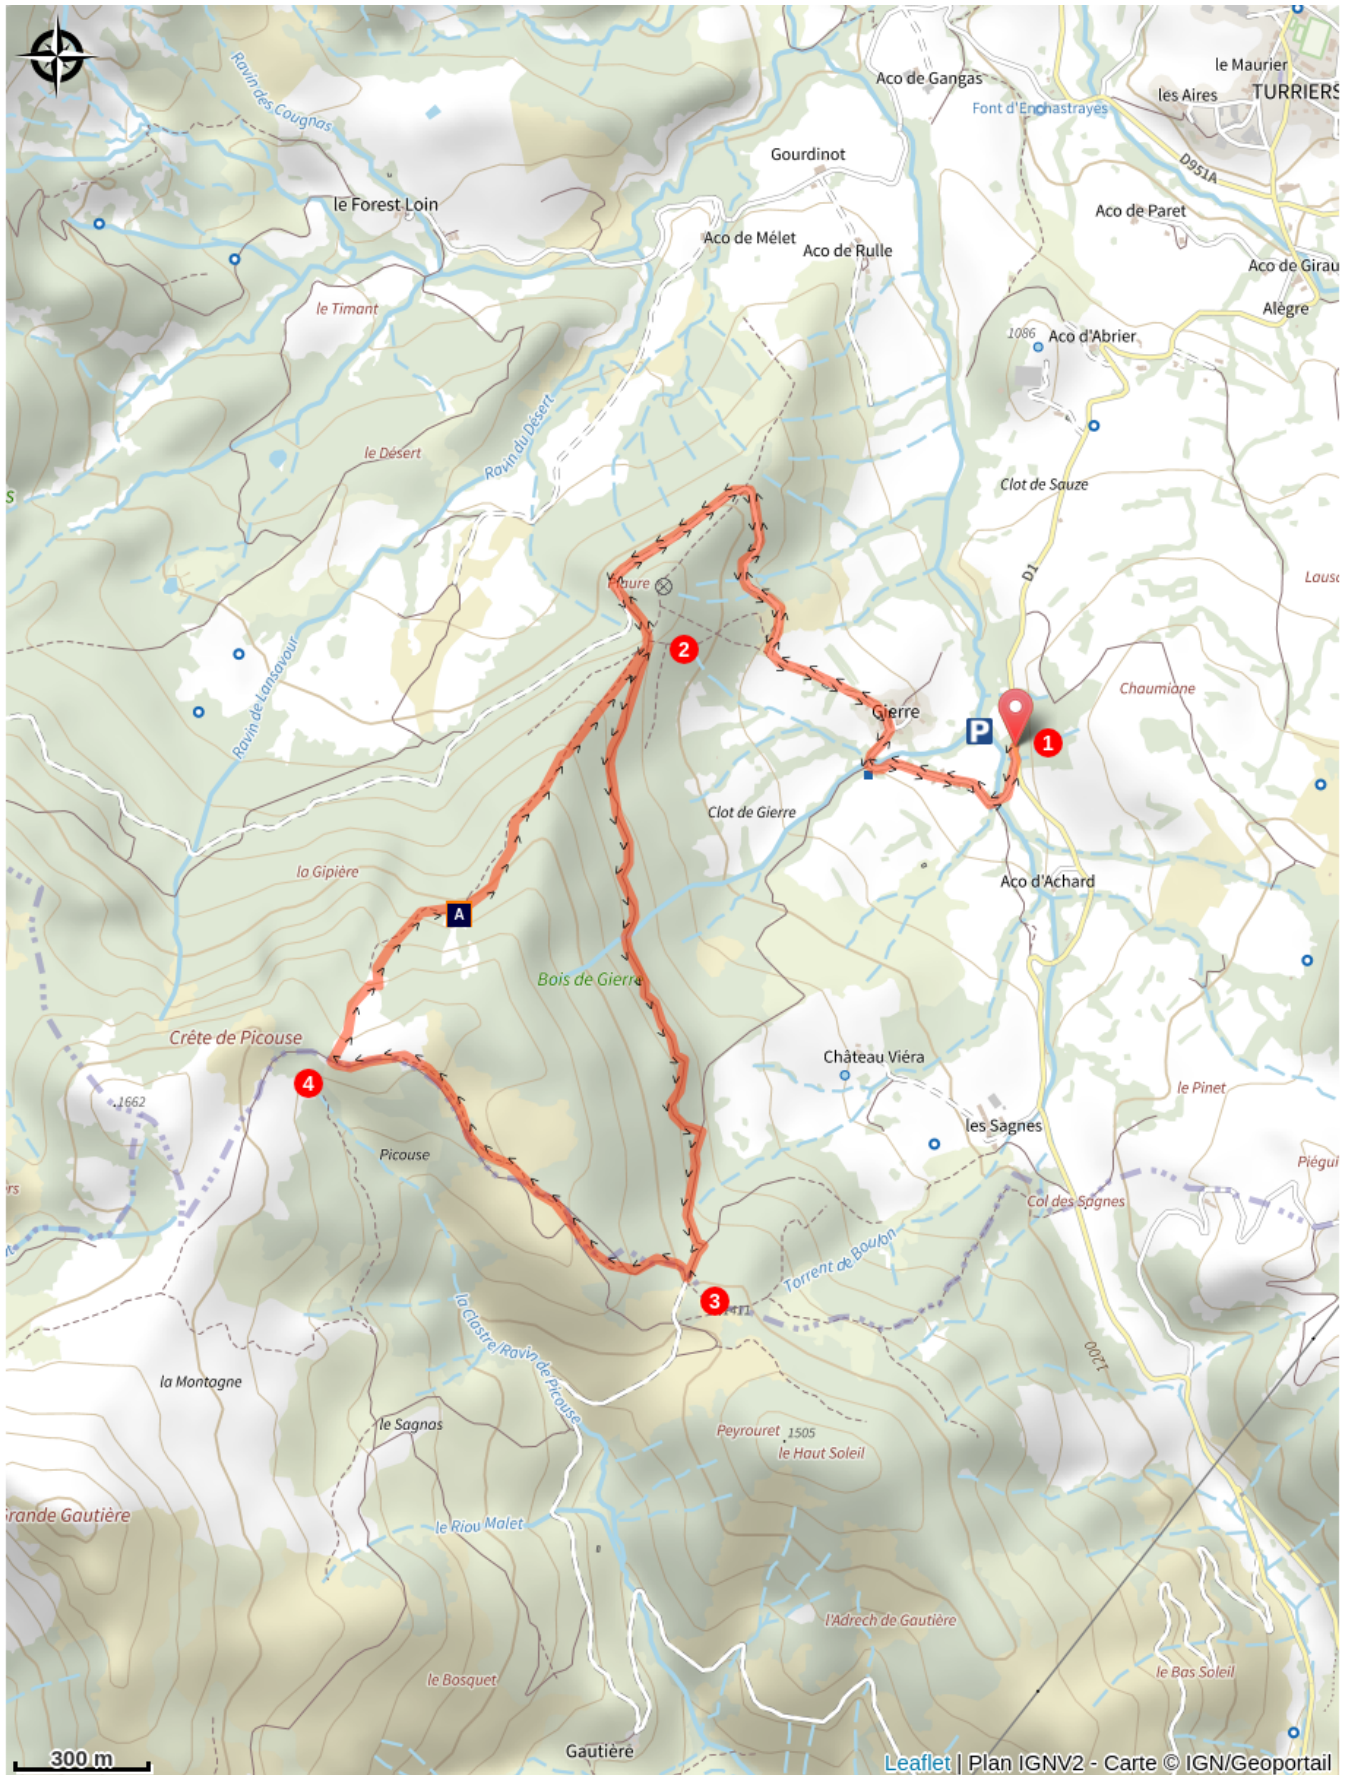 Ravin des Cougnas
Aco de Gangas
le Maurier
les Aires
TURRIERS
Font d'Enchastrayes
Gourdinot
D951A
le Forest Loin
Aco de Paret
Aco de Mélet
Aco de Rulle
Aco de Girau
le Timant
Alègre
1086
Aco d'Abrier
Ravin du Désert
le Désert
Clot de Sauze
S
D1
Lausc
2
Ravin de Lansavour
Chaumiane
Gierre
P
1
Clot de Gierre
la Gipière
Aco d'Achard
A
Bois de Gierre
Crête de Picouse
Château Viéra
4
le Pinet
1662
les Sagnes
Picouse
Piégui
ers
Col des Sagnes
Torrent de Boulon
3
la Clastre/Ravin de Picouse
1200
la Montagne
le Sagnas
Peyrouret
1505
le Haut Soleil
Grande Gautière
le Riou Malet
l'Adrech de Gautière
le Bosquet
le Bas Soleil
Gautière
300 m
Leaflet | Plan IGNV2 - Carte © IGN/Geoportail